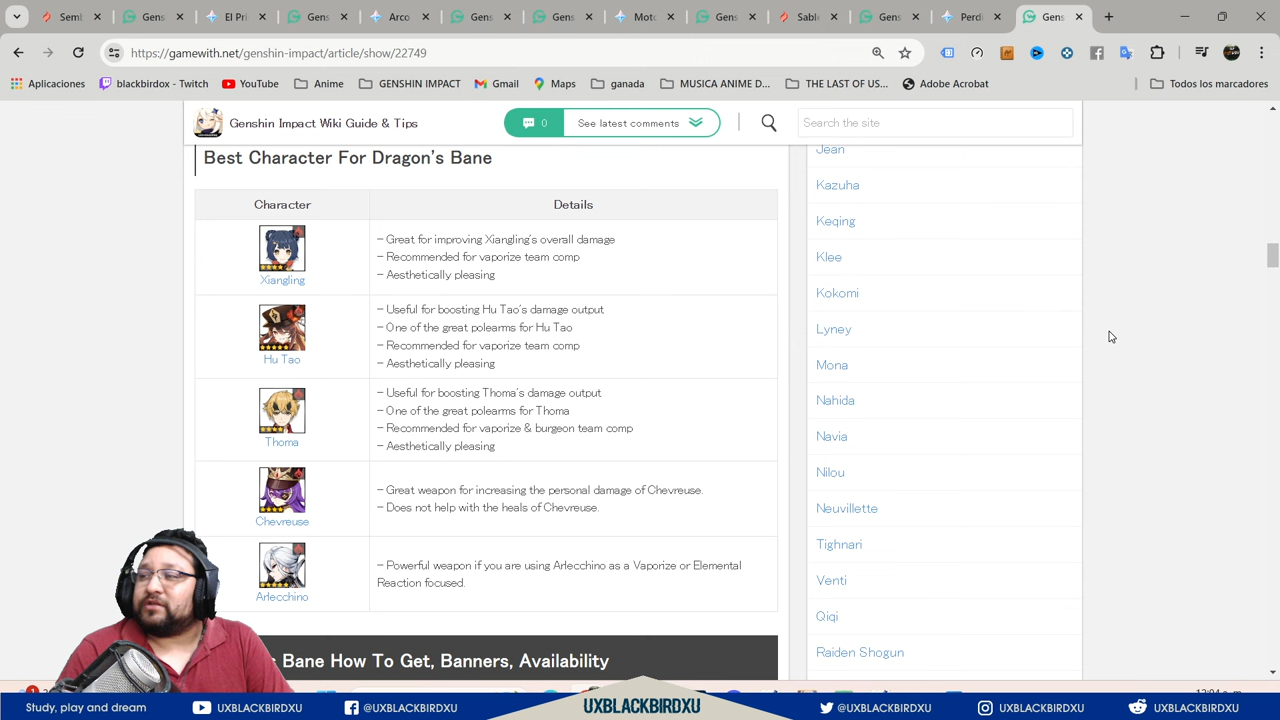 Semb
Gens
El Pri
Gens
Arco
Gens
Gens
Moto
Gens
Sable
Gens
Perdi
Gens
https://gamewith.net/genshin-impact/article/show/22749
Aplicaciones
blackbirdox - Twitch
YouTube
Anime
GENSHIN IMPACT
Gmail
Maps
ganada
MUSICA ANIME D...
THE LAST OF US...
Adobe Acrobat
Todos los marcadores
Genshin Impact Wiki Guide & Tips
0
See latest comments
Search the site
Best Character For Dragon's Bane
Character
Details
Xiangling
- Great for improving Xiangling's overall damage
- Recommended for vaporize team comp
- Aesthetically pleasing
Hu Tao
- Useful for boosting Hu Tao's damage output
- One of the great polearms for Hu Tao
- Recommended for vaporize team comp
- Aesthetically pleasing
Thoma
- Useful for boosting Thoma's damage output
- One of the great polearms for Thoma
- Recommended for vaporize & burgeon team comp
- Aesthetically pleasing
Chevreuse
- Great weapon for increasing the personal damage of Chevreuse.
- Does not help with the heals of Chevreuse.
Arlecchino
- Powerful weapon if you are using Arlecchino as a Vaporize or Elemental
Reaction focused.
Bane How To Get, Banners, Availability
Jean
Kazuha
Keqing
Klee
Kokomi
Lyney
Mona
Nahida
Navia
Nilou
Neuvillette
Tighnari
Venti
Qiqi
Raiden Shogun
Study, play and dream
UXBLACKBIRDXU
@UXBLACKBIRDXU
UXBLACKBIRDXU
@UXBLACKBIRDXU
UXBLACKBIRDXU
UXBLACKBIRDXU